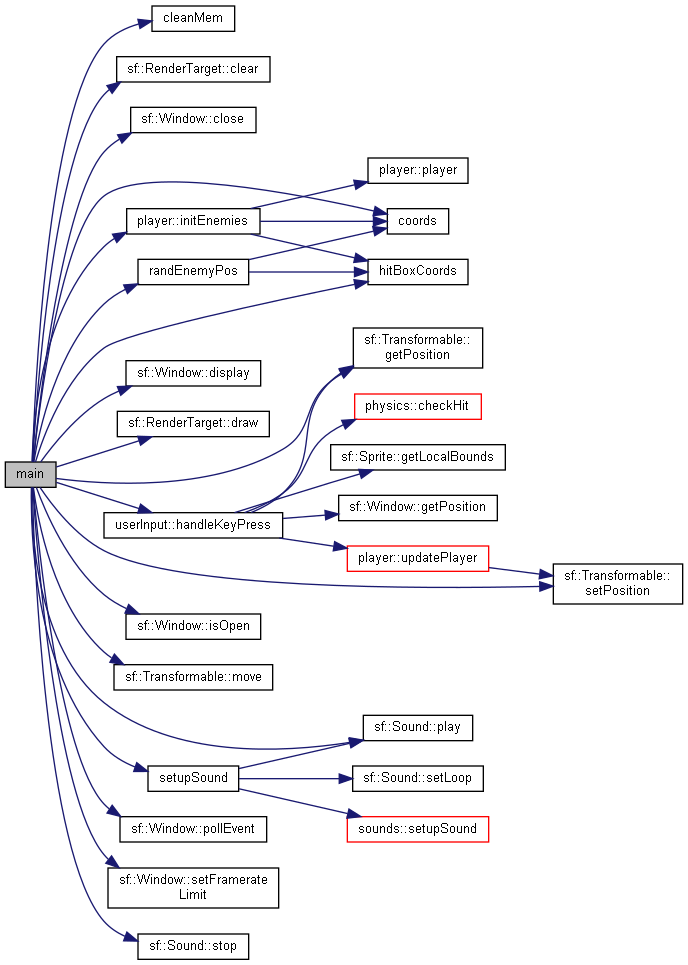 cleanMem
sf::RenderTarget::clear
sf::Window::close
player::player
player::initEnemies
coords
randEnemyPos
hitBoxCoords
sf::Transformable::
getPosition
sf::Window::display
physics::checkHit
sf::RenderTarget::draw
sf::Sprite::getLocalBounds
main
sf::Window::getPosition
userInput::handleKeyPress
player::updatePlayer
sf::Transformable::
setPosition
sf::Window::isOpen
sf::Transformable::move
sf::Sound::play
setupSound
sf::Sound::setLoop
sf::Window::pollEvent
sounds::setupSound
sf::Window::setFramerate
Limit
sf::Sound::stop